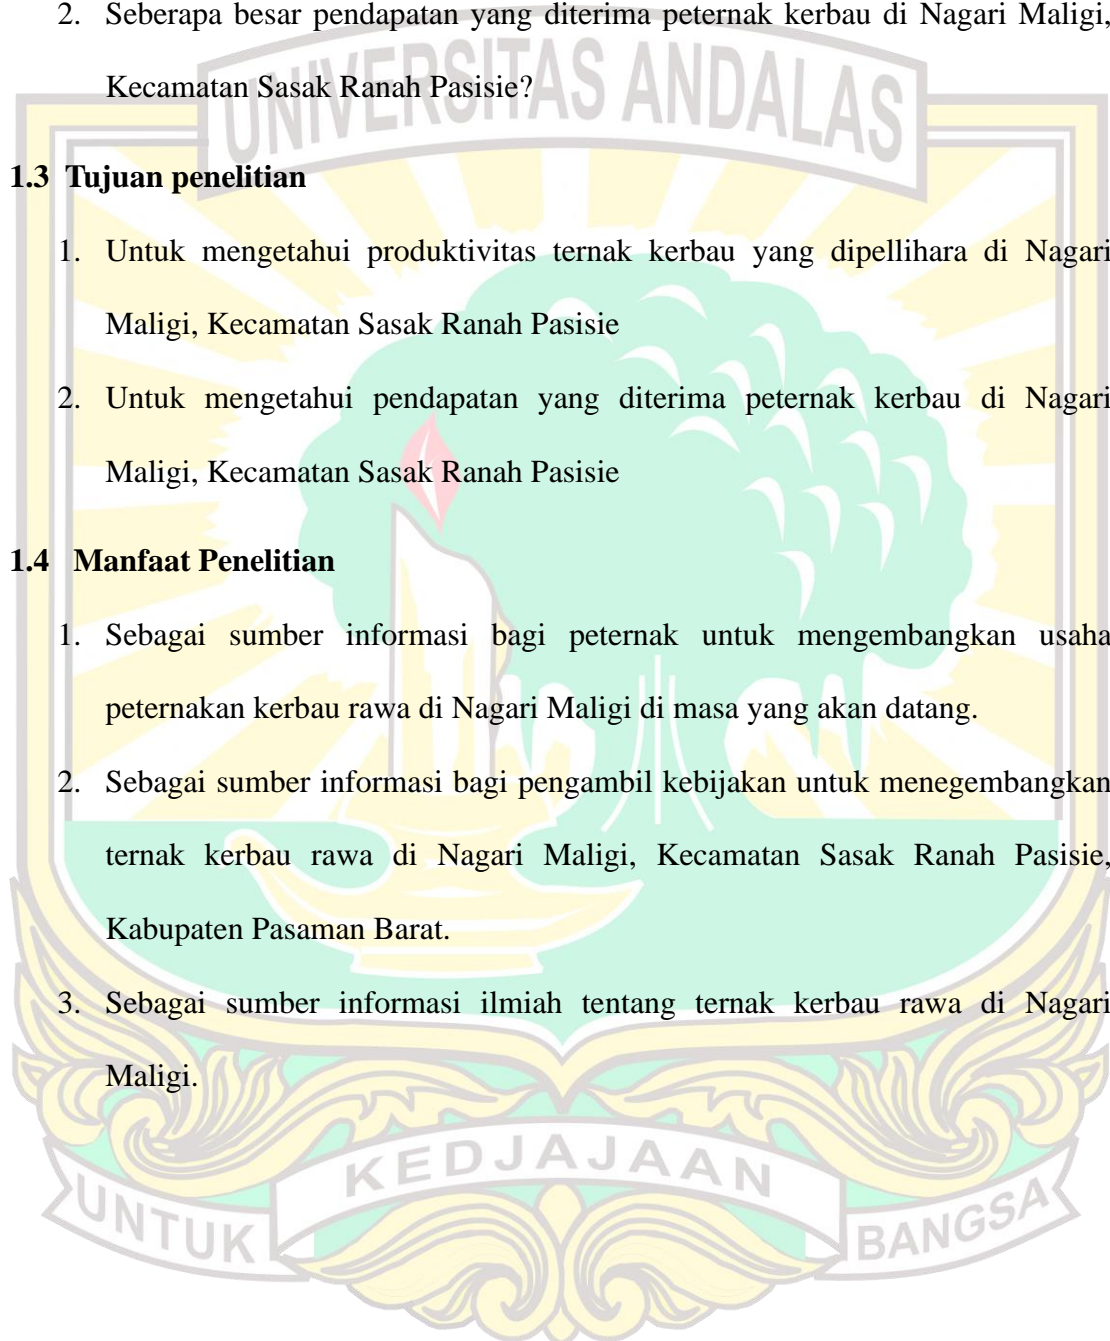 2. Seberapa besar pendapatan yang diterima peternak kerbau di Nagari Maligi,
Kecamatan Sasak Ranah Pasisie?
UNIVERSITAS ANDALAS
1.3 Tujuan penelitian
1. Untuk mengetahui produktivitas ternak kerbau yang dipellihara di Nagari
Maligi, Kecamatan Sasak Ranah Pasisie
2. Untuk mengetahui pendapatan yang diterima peternak kerbau di Nagari
Maligi, Kecamatan Sasak Ranah Pasisie
1.4 Manfaat Penelitian
1. Sebagai sumber informasi bagi peternak untuk mengembangkan usaha
peternakan kerbau rawa di Nagari Maligi di masa yang akan datang.
2. Sebagai sumber informasi bagi pengambil kebijakan untuk menegembangkan
ternak kerbau rawa di Nagari Maligi, Kecamatan Sasak Ranah Pasisie,
Kabupaten Pasaman Barat.
3. Sebagai sumber informasi ilmiah tentang ternak kerbau rawa di Nagari
Maligi.
UNTUK KEDJAJAAN BANGSA